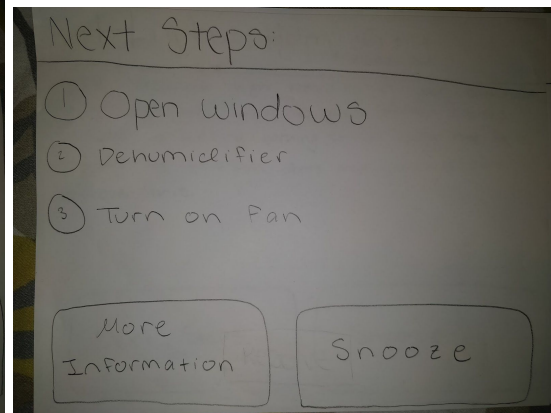 Next Steps:
1 Open windows
2 Dehumidifier
3 Turn on Fan
More
Information
Snooze